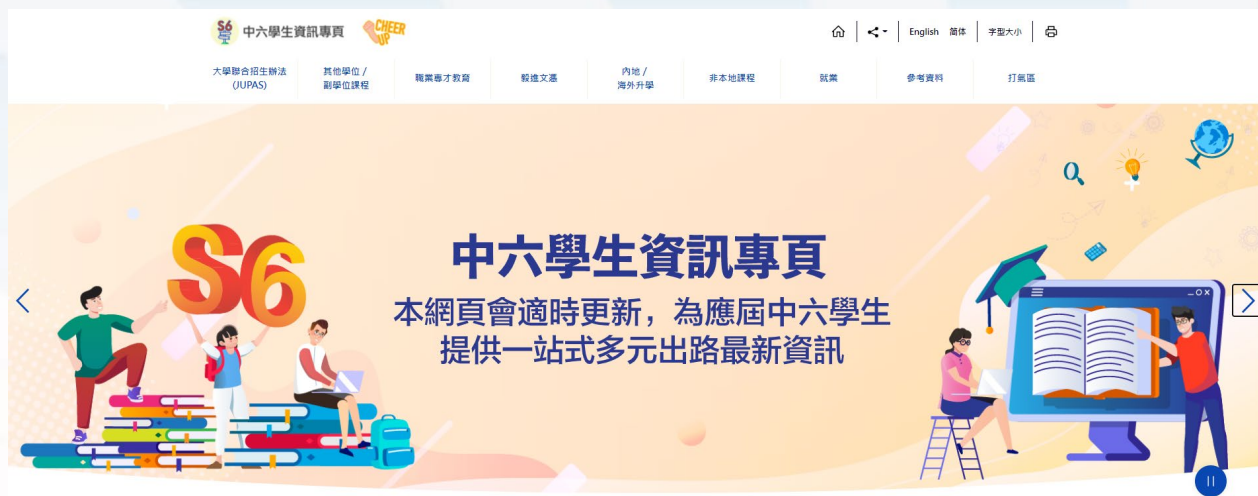 S6
中六學生資訊專頁
CHEER UP
English 简体 字型大小
大學聯合招生辦法
(JUPAS)
其他學位 /
副學位課程
職業專才教育
毅進文憑
內地 /
海外升學
非本地課程
就業
參考資料
打氣區
S6
中六學生資訊專頁
本網頁會適時更新，為應屆中六學生
提供一站式多元出路最新資訊